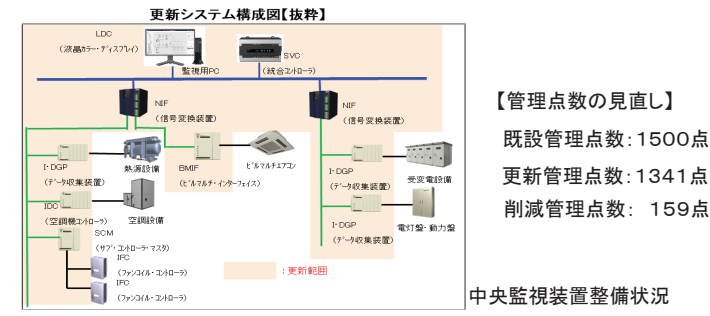 更新システム構成図【抜粋】
LDC
(液晶カラー・ディスプレイ)
監視用PC
SVC
(統合コントローラ)
NIF
(信号変換装置)
NIF
(信号変換装置)
I・DGP
(データ収集装置)
熱源設備
BMIF
(ビルマルチ・インターフェイス)
ビルマルチエアコン
I・DGP
(データ収集装置)
受変電設備
IDC
(空調機コントローラ)
空調設備
I・DGP
(データ収集装置)
電灯盤・動力盤
SCM
(サブ・コントローラ・マスタ)
IFC
(ファンコイル・コントローラ)
IFC
(ファンコイル・コントローラ)
:更新範囲
【管理点数の見直し】
既設管理点数:1500点
更新管理点数:1341点
削減管理点数: 159点
中央監視装置整備状況